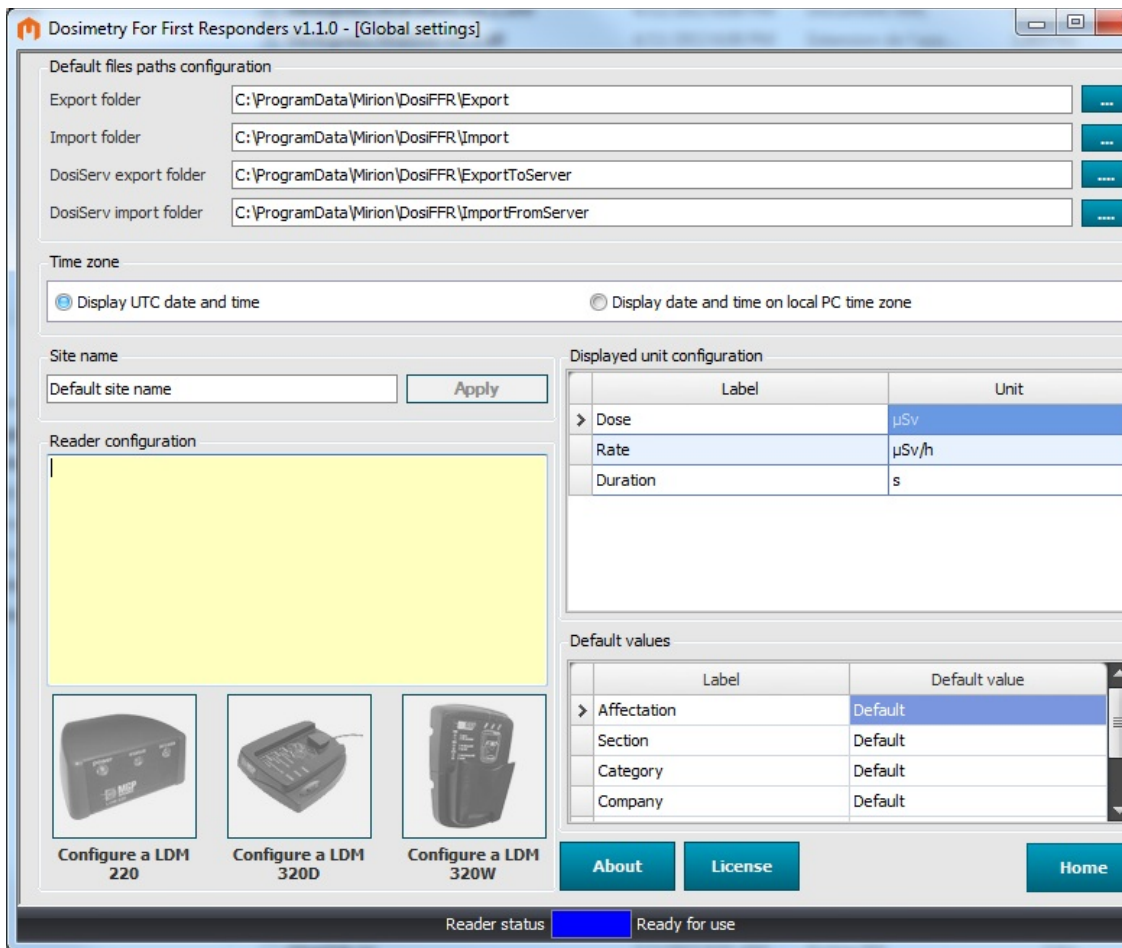 Dosimetry For First Responders v1.1.0 - [Global settings]
Default files paths configuration
Export folder C:\ProgramData\Mirion\DosiFFR\Export ...
Import folder C:\ProgramData\Mirion\DosiFFR\Import ...
DosiServ export folder C:\ProgramData\Mirion\DosiFFR\ExportToServer ....
DosiServ import folder C:\ProgramData\Mirion\DosiFFR\ImportFromServer ....
Time zone
Display UTC date and time Display date and time on local PC time zone
Site name
Default site name Apply
Reader configuration
Configure a LDM 220
Configure a LDM 320D
Configure a LDM 320W
Displayed unit configuration
Label Unit
Dose µSv
Rate µSv/h
Duration s
Default values
Label Default value
Affectation Default
Section Default
Category Default
Company Default
About License Home
Reader status Ready for use